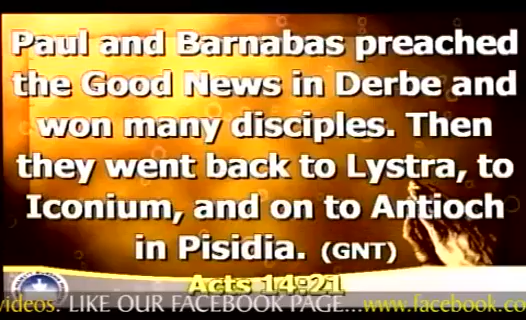 Paul and Barnabas preached
the Good News in Derbe and
won many disciples. Then
they went back to Lystra, to
Iconium, and on to Antioch
in Pisidia. (GNT)
Acts 14:21
videos. LIKE OUR FACEBOOK PAGE...www.facebook.co